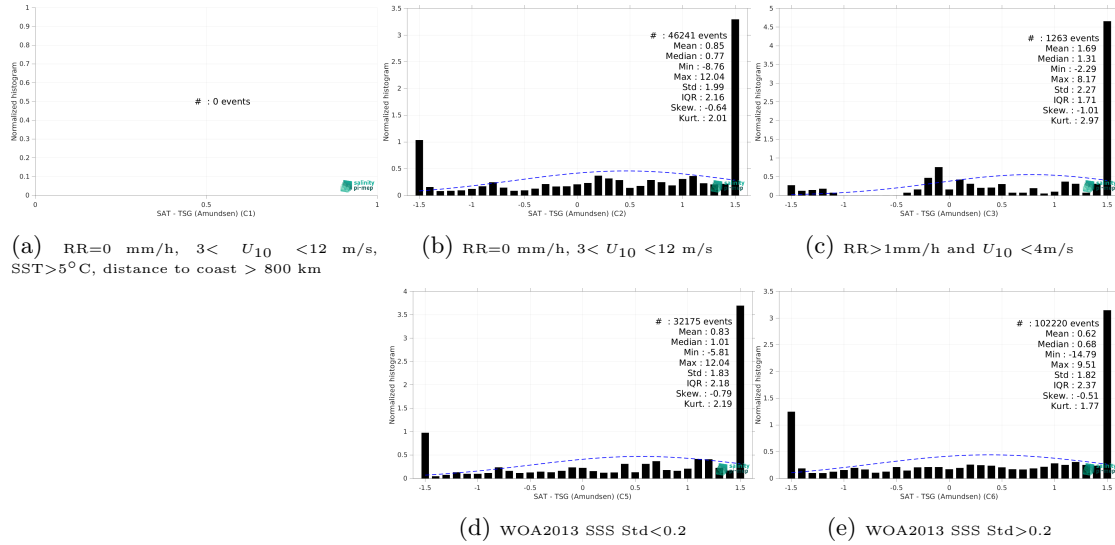 1
0.9
0.8
0.7
0.6
0.5
0.4
0.3
0.2
0.1
0
Normalized histogram
# : 0 events
salinity
pi-mep
0 0.5 1
SAT - TSG (Amundsen) (C1)
(a) RR=0 mm/h, 3< U10 <12 m/s,
SST>5°C, distance to coast > 800 km
3.5
3
2.5
2
1.5
1
0.5
0
Normalized histogram
# : 46241 events
Mean : 0.85
Median : 0.77
Min : -8.76
Max : 12.04
Std : 1.99
IQR : 2.16
Skew. : -0.64
Kurt. : 2.01
salinity
pi-mep
-1.5 -1 -0.5 0 0.5 1 1.5
SAT - TSG (Amundsen) (C2)
(b) RR=0 mm/h, 3< U10 <12 m/s
5
4.5
4
3.5
3
2.5
2
1.5
1
0.5
0
Normalized histogram
# : 1263 events
Mean : 1.69
Median : 1.31
Min : -2.29
Max : 8.17
Std : 2.27
IQR : 1.71
Skew. : -1.01
Kurt. : 2.97
salinity
pi-mep
-1.5 -1 -0.5 0 0.5 1 1.5
SAT - TSG (Amundsen) (C3)
(c) RR>1mm/h and U10 <4m/s
4
3.5
3
2.5
2
1.5
1
0.5
0
Normalized histogram
# : 32175 events
Mean : 0.83
Median : 1.01
Min : -5.81
Max : 12.04
Std : 1.83
IQR : 2.18
Skew. : -0.79
Kurt. : 2.19
salinity
pi-mep
-1.5 -1 -0.5 0 0.5 1 1.5
SAT - TSG (Amundsen) (C5)
(d) WOA2013 SSS Std<0.2
3.5
3
2.5
2
1.5
1
0.5
0
Normalized histogram
# : 102220 events
Mean : 0.62
Median : 0.68
Min : -14.79
Max : 9.51
Std : 1.82
IQR : 2.37
Skew. : -0.51
Kurt. : 1.77
salinity
pi-mep
-1.5 -1 -0.5 0 0.5 1 1.5
SAT - TSG (Amundsen) (C6)
(e) WOA2013 SSS Std>0.2